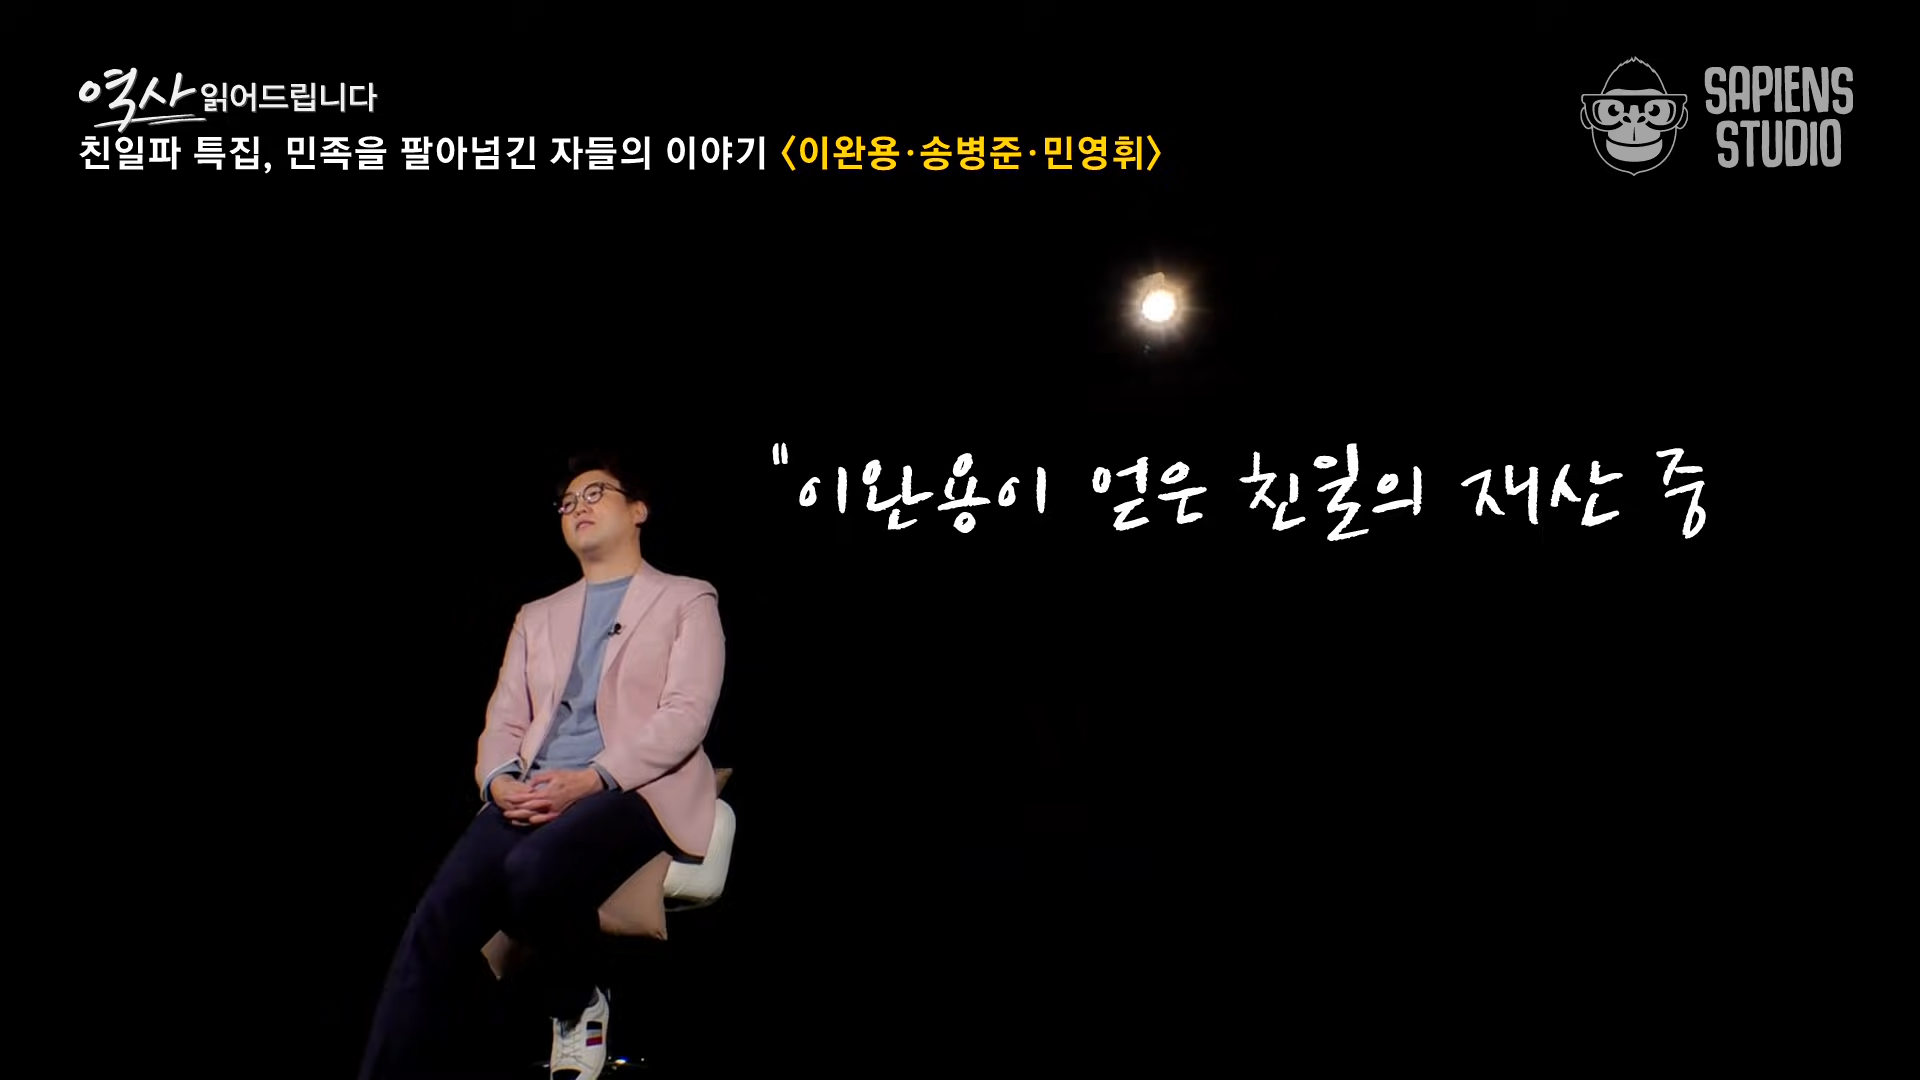 역사 읽어드립니다
친일파 특집, 민족을 팔아넘긴 자들의 이야기 〈이완용·송병준·민영휘〉
SAPIENS
STUDIO
"이완용이 얻은 친일의 재산 중